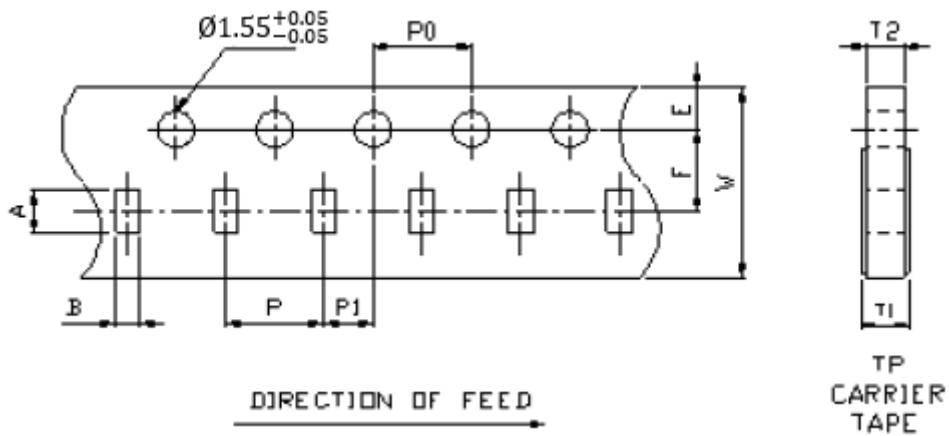 Ø1.55+0.05
-0.05
P0
T2
E
F
W
A
B
P
P1
T1
DIRECTION OF FEED
TP
CARRIER
TAPE